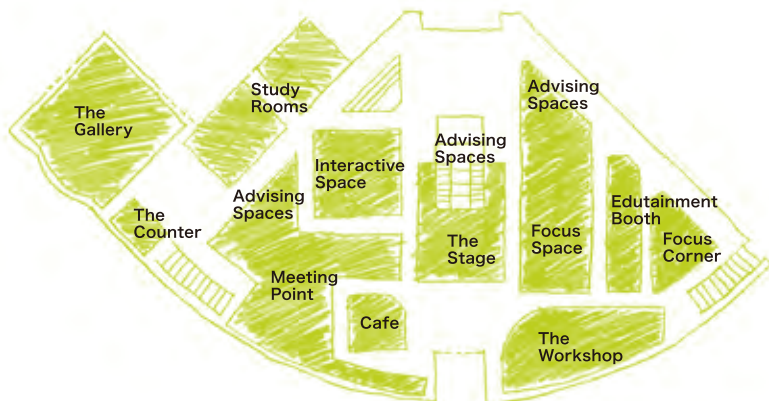 The
Gallery
Study
Rooms
Advising
Spaces
Advising
Spaces
Interactive
Space
Advising
Spaces
Edutainment
Booth
The
Counter
The
Stage
Focus
Space
Focus
Corner
Meeting
Point
Cafe
The
Workshop